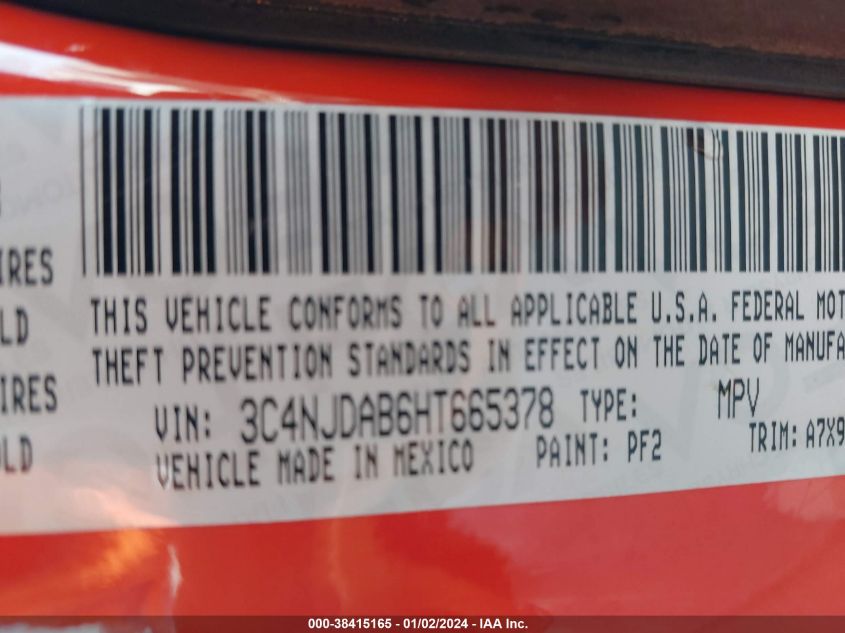 IRES
THIS VEHICLE CONFORMS TO ALL APPLICABLE U.S.A. FEDERAL MOT
LD
THEFT PREVENTION STANDARDS IN EFFECT ON THE DATE OF MANUFA
IRES
VIN: 3C4NJDAB6HT665378 TYPE: MPV
OLD
VEHICLE MADE IN MEXICO PAINT: PF2 TRIM: A7X9
000-38415165 - 01/02/2024 - IAA Inc.